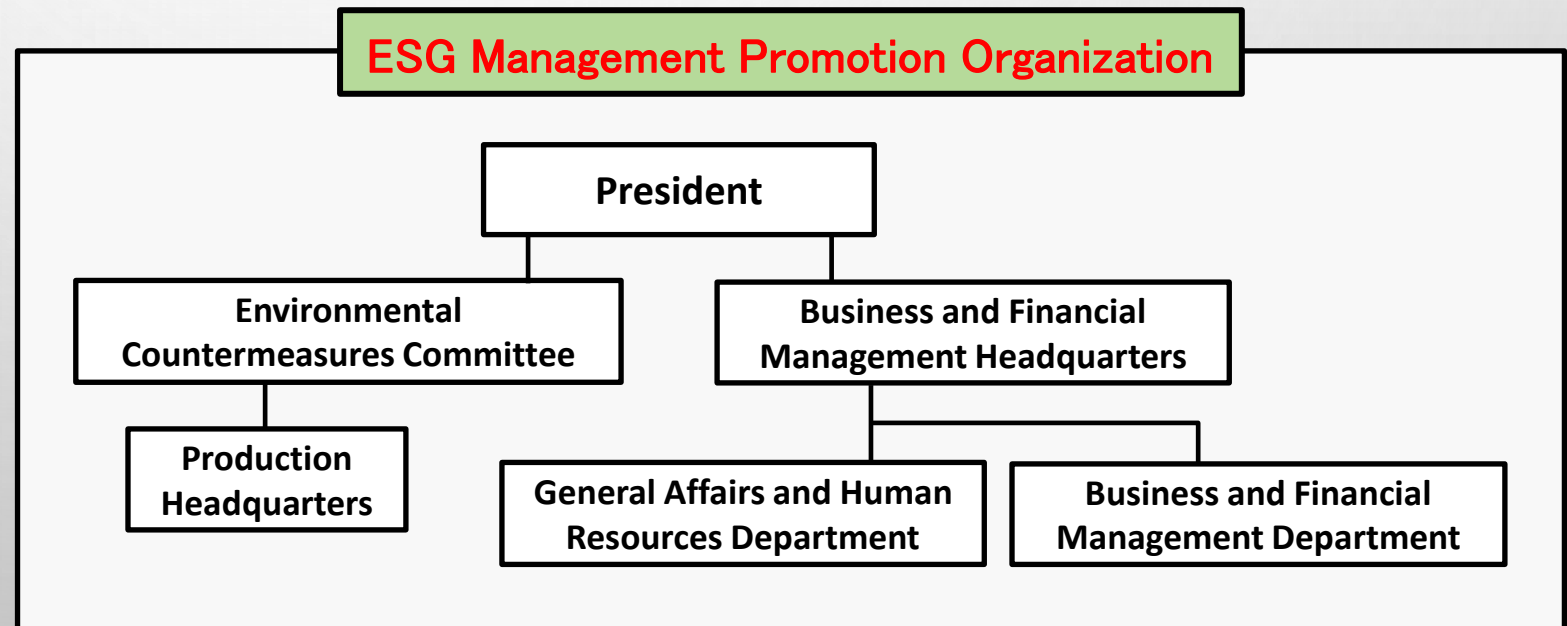 ESG Management Promotion Organization
President
Environmental
Countermeasures Committee
Business and Financial
Management Headquarters
Production
Headquarters
General Affairs and Human
Resources Department
Business and Financial
Management Department